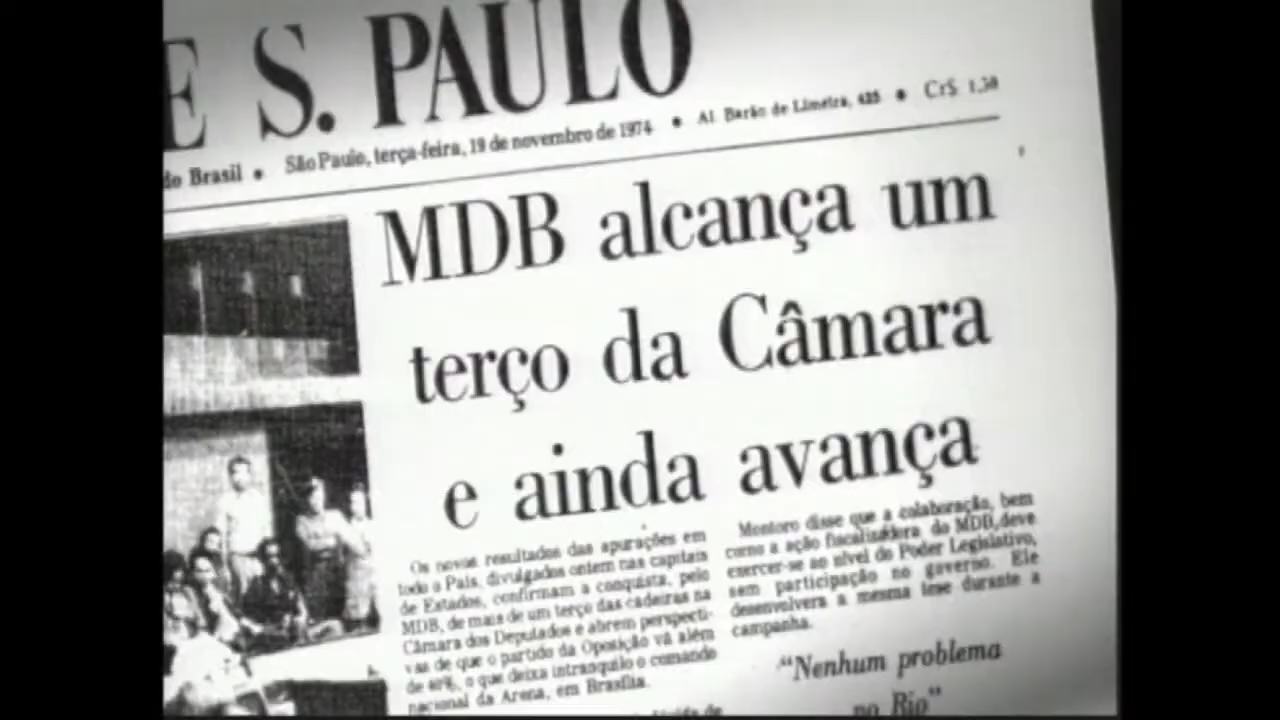 E S. PAULO
do Brasil • São Paulo, terça-feira, 19 de novembro de 1974 • Al. Barão de Limeira, 425 • Cr$ 1,50
MDB alcança um
terço da Câmara
e ainda avança
Os novos resultados das apurações em
todo o País, divulgados ontem nas capitais
de Estados, confirmam a conquista, pelo
MDB, de mais de um terço das cadeiras na
Câmara dos Deputados e abrem perspecti-
vas de que o partido da Oposição vá além
de 40%, o que deixa intranquilo o comando
nacional da Arena, em Brasília.
Montoro disse que a colaboração, bem
como a ação fiscalizadora do MDB, deve
exercer-se ao nível do Poder Legislativo,
sem participação no governo. Ele
desenvolvera a mesma tese durante a
campanha.
"Nenhum problema
no Rio"